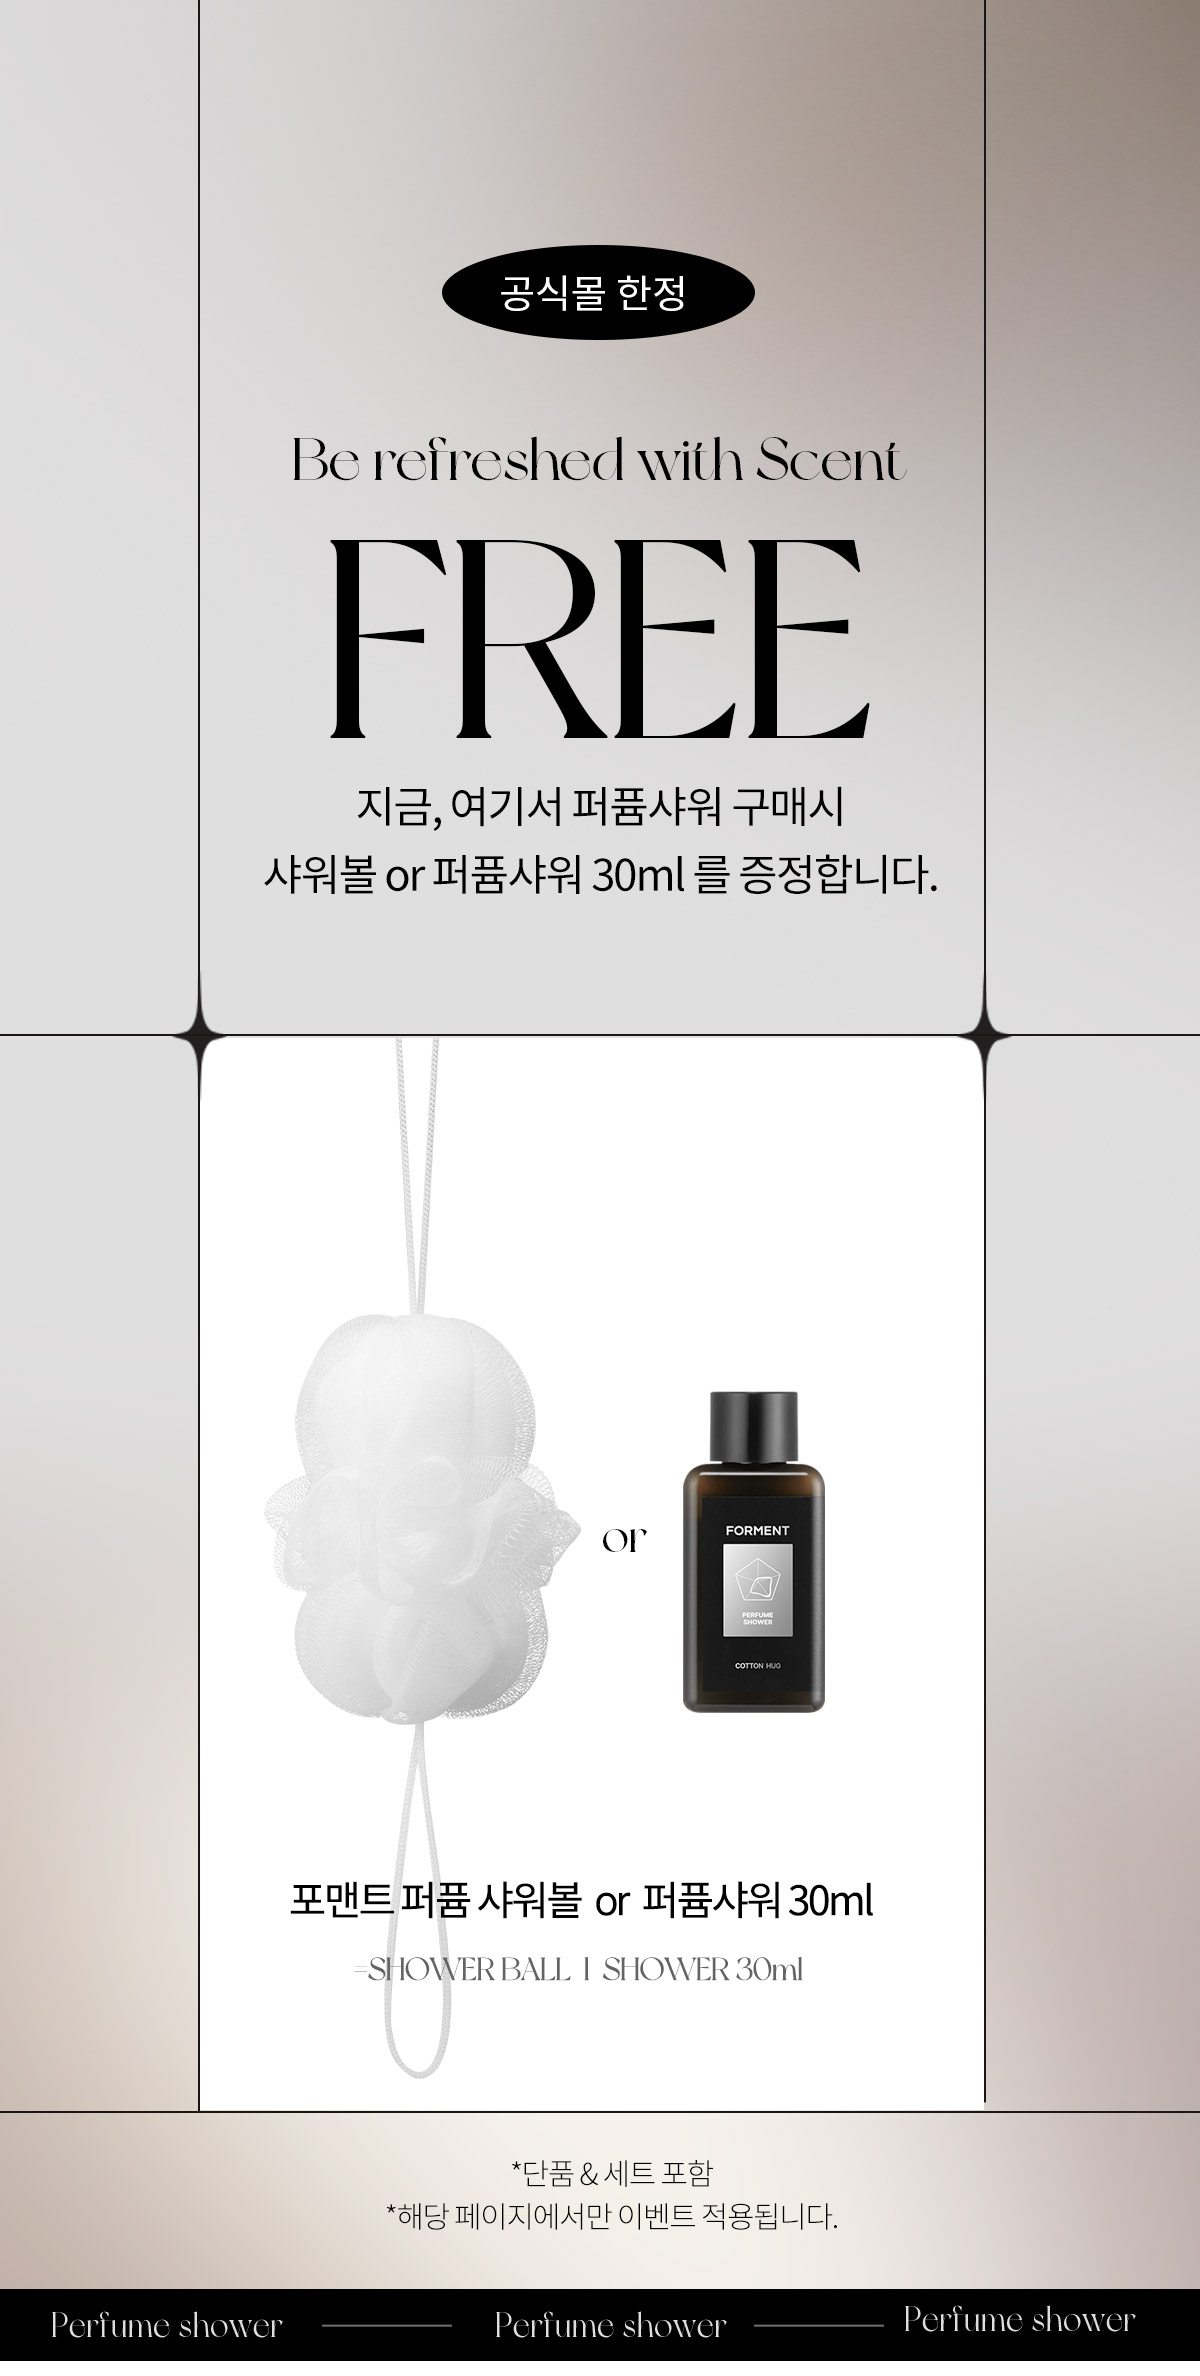 공식몰 한정
Be refreshed with Scent
FREE
지금, 여기서 퍼퓸샤워 구매시
샤워볼 or 퍼퓸샤워 30ml 를 증정합니다.
or
FORMENT
PERFUME
SHOWER
COTTON HUG
포맨트 퍼퓸 샤워볼 or 퍼퓸샤워 30ml
=SHOWER BALL I SHOWER 30ml
*단품 & 세트 포함
*해당 페이지에서만 이벤트 적용됩니다.
Perfume shower Perfume shower Perfume shower